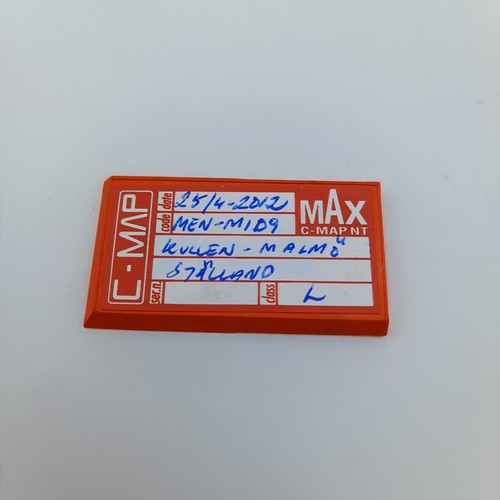 C-MAP
date 25/4-2012
code MEN-M109
MAX
C-MAP NT
KULLEN - MALMÖ
SJÄLLAND
ser.n.
class L